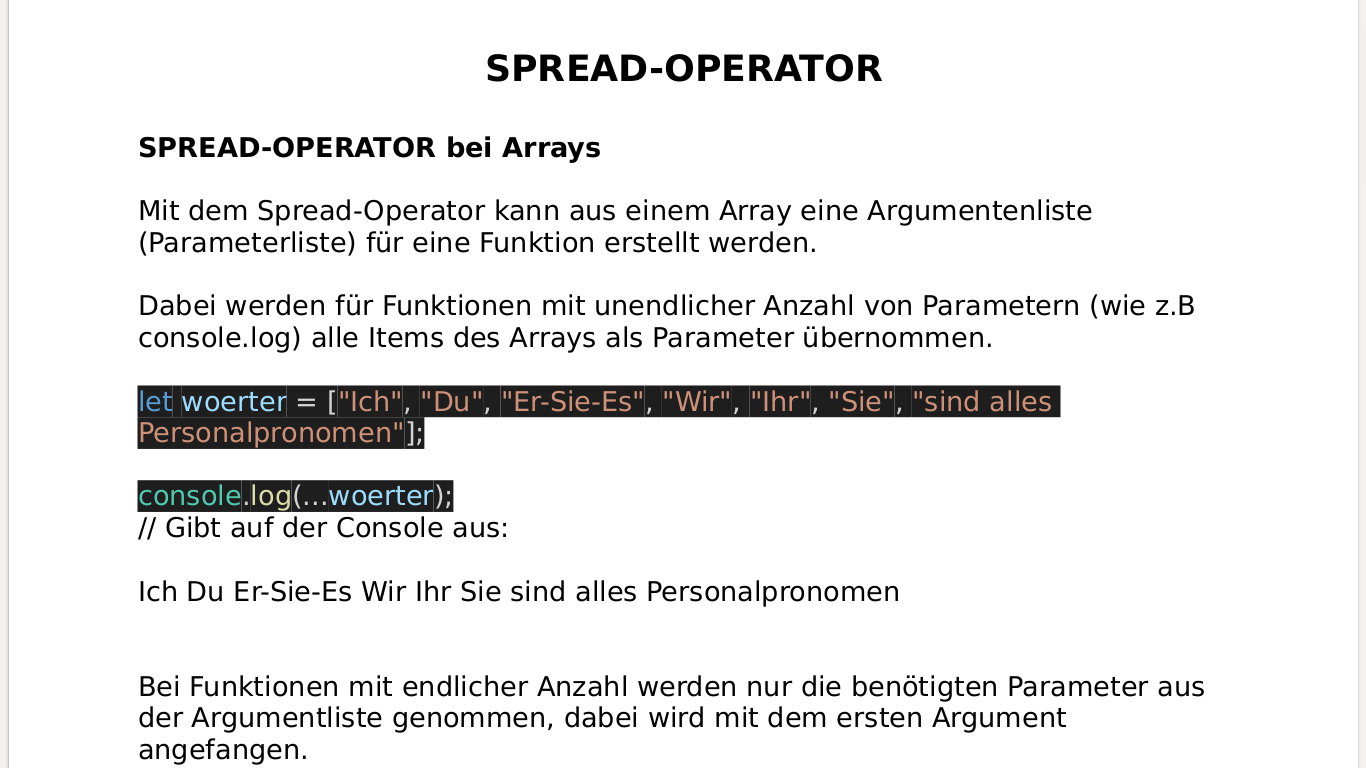 SPREAD-OPERATOR
SPREAD-OPERATOR bei Arrays
Mit dem Spread-Operator kann aus einem Array eine Argumentenliste
(Parameterliste) für eine Funktion erstellt werden.
Dabei werden für Funktionen mit unendlicher Anzahl von Parametern (wie z.B
console.log) alle Items des Arrays als Parameter übernommen.
let woerter = ["Ich", "Du", "Er-Sie-Es", "Wir", "Ihr", "Sie", "sind alles
Personalpronomen"];
console.log(...woerter);
// Gibt auf der Console aus:
Ich Du Er-Sie-Es Wir Ihr Sie sind alles Personalpronomen
Bei Funktionen mit endlicher Anzahl werden nur die benötigten Parameter aus
der Argumentliste genommen, dabei wird mit dem ersten Argument
angefangen.